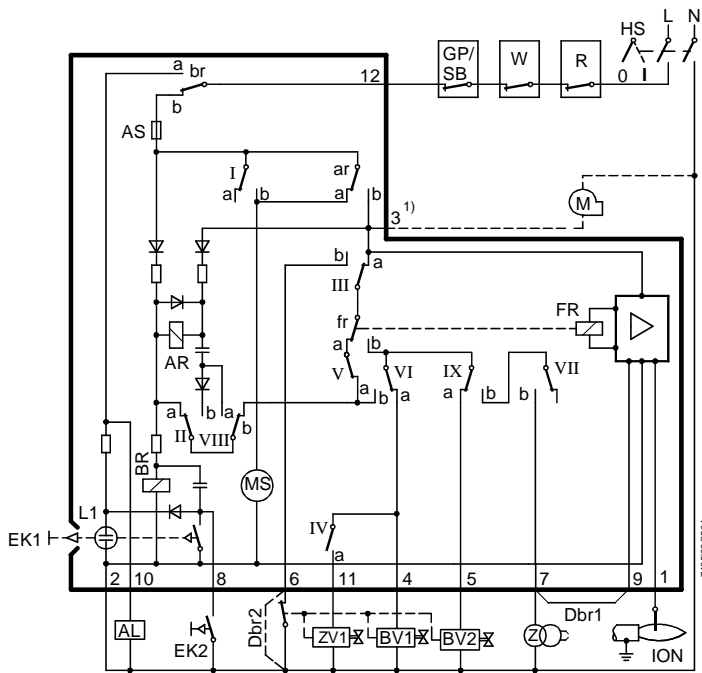 HS L N
GP/
SB
W
R
0 I
a
br
b
12
AS
I
a b
ar
a b
3 1)
M
b a
III
fr
FR
a b
AR
V
a
b
VI
a
IX
a b
VII
b
a
b a
b
II VIII
BR
MS
L1
EK1
IV
a
2 10 8 6 11 4 5 7 9 1
Dbr2
Dbr1
AL
EK2
ZV1
BV1
BV2
Z
ION